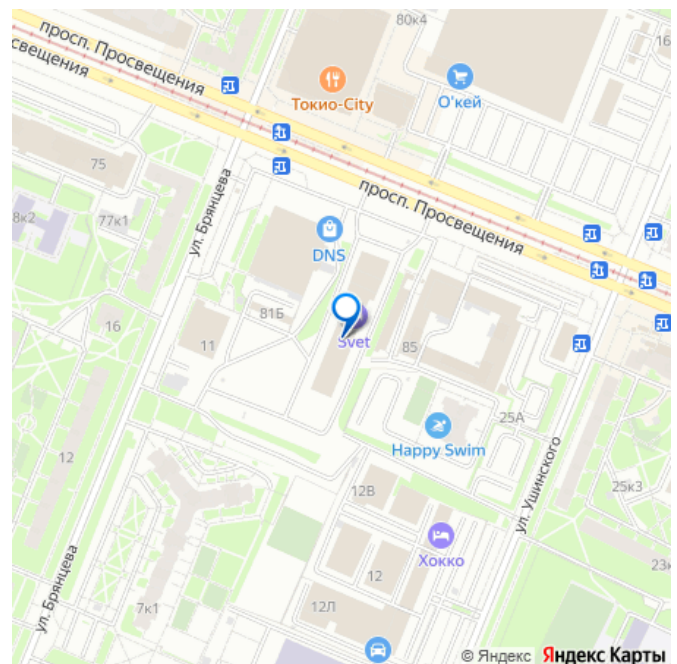 80к4
16
просп. Просвещения
свещения
Токио-City
О'кей
75
ул. Брянцева
просп. Просвещения
8к2
77к1
DNS
81Б
16
11
Svet
85
25А
Happy Swim
12
12В
ул. Ушинского
25к3
Хокко
ул. Брянцева
12
23к
7к1
12Л
© Яндекс Яндекс Карты